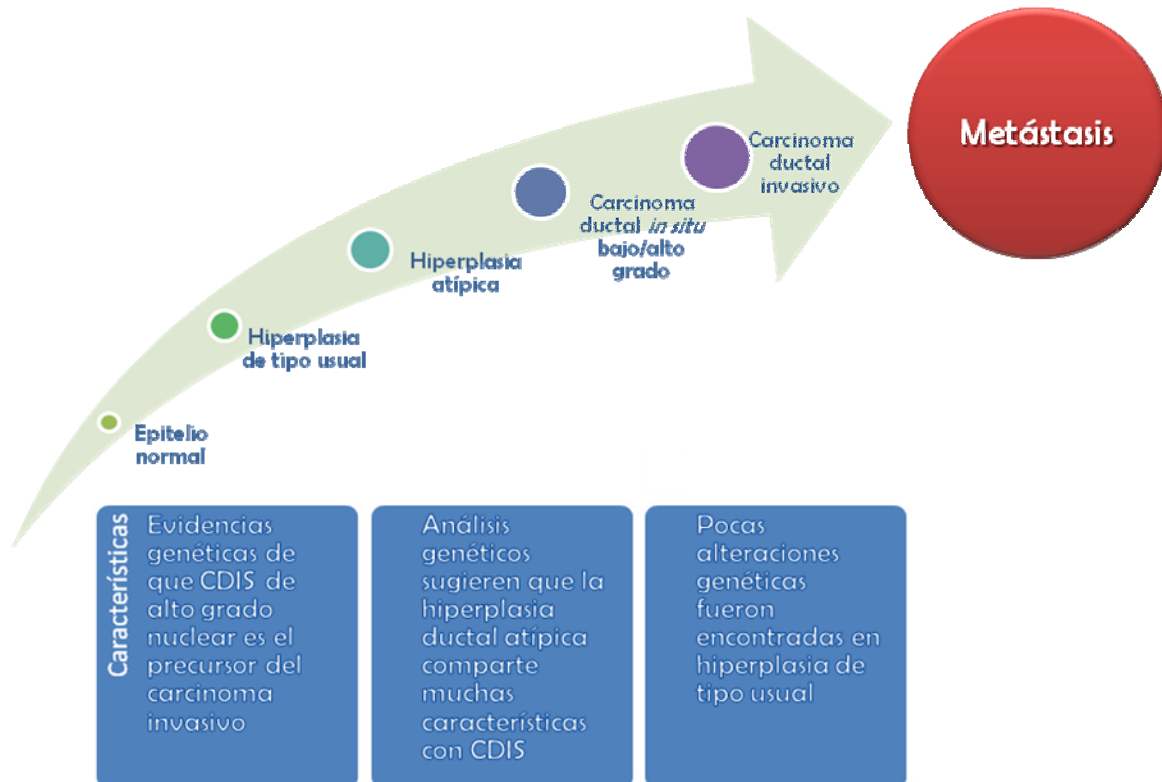 Metástasis
Carcinoma
ductal
invasivo
Carcinoma
ductal in situ
bajo/alto
grado
Hiperplasia
atípica
Hiperplasia
de tipo usual
Epitelio
normal
Características
Evidencias
genéticas de
que CDIS de
alto grado
nuclear es el
precursor del
carcinoma
invasivo
Análisis
genéticos
sugieren que la
hiperplasia
ductal atípica
comparte
muchas
características
con CDIS
Pocas
alteraciones
genéticas
fueron
encontradas en
hiperplasia de
tipo usual